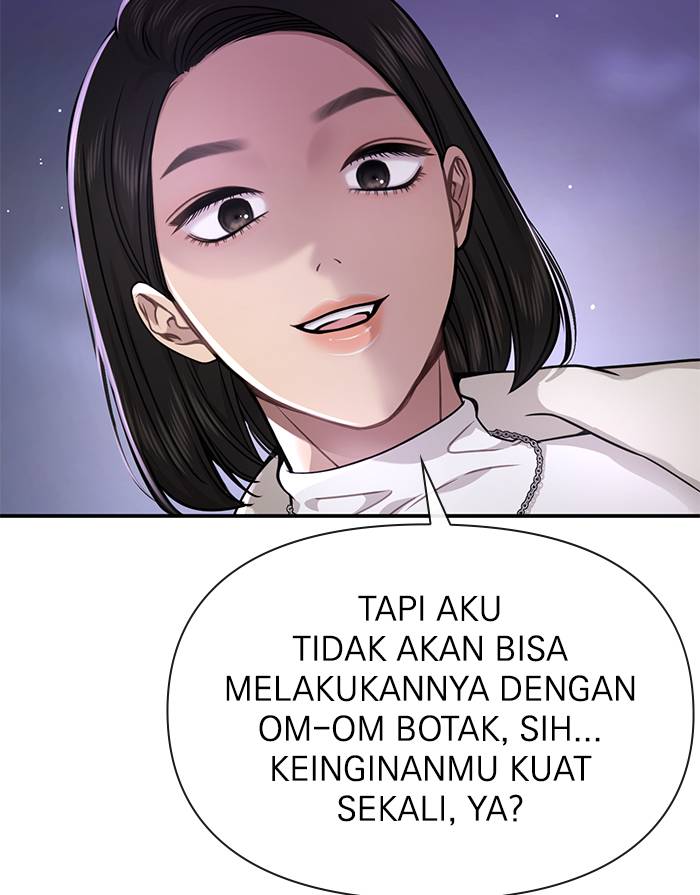 TAPI AKU
TIDAK AKAN BISA
MELAKUKANNYA DENGAN
OM-OM BOTAK, SIH...
KEINGINANMU KUAT
SEKALI, YA?